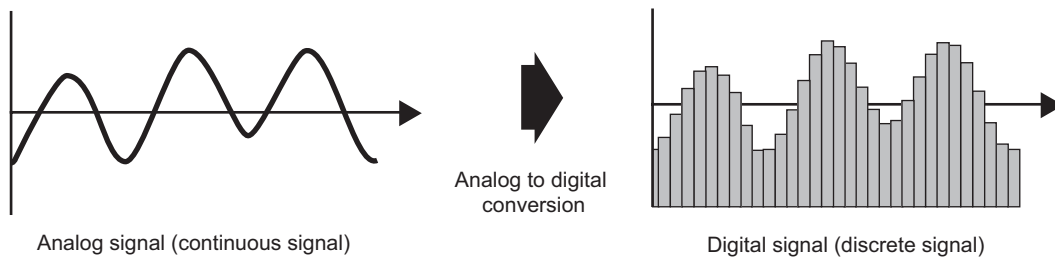 Analog to digital
conversion
Analog signal (continuous signal)
Digital signal (discrete signal)